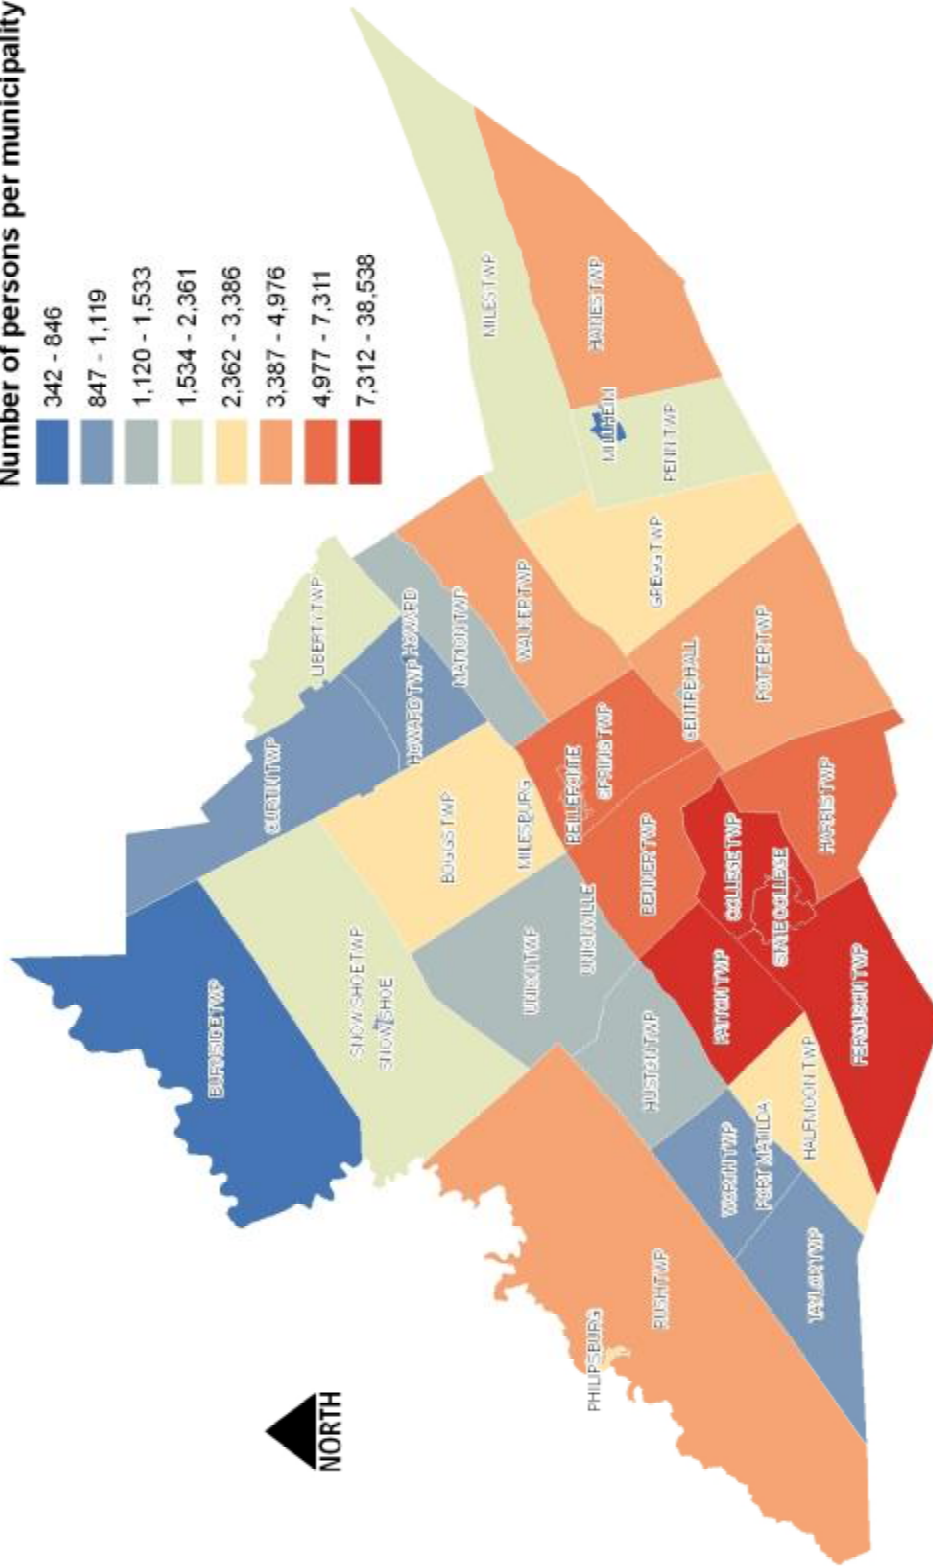 Number of persons per municipality
342 - 846
847 - 1,119
1,120 - 1,533
1,534 - 2,361
2,362 - 3,386
3,387 - 4,976
4,977 - 7,311
7,312 - 38,538
NORTH
BURNSIDE TWP
CURTIN TWP
LIBERTY TWP
SNOW SHOE TWP
SNOW SHOE
HOWARD TWP
HOWARD
BOGGS TWP
MARION TWP
MILES TWP
WALKER TWP
MILESBURG
UNION TWP
UNIONVILLE
BELLEFONTE
SPRING TWP
HAINES TWP
MILLHEIM
PENN TWP
GREGG TWP
PHILIPSBURG
RUSH TWP
HUSTON TWP
BENNER TWP
CENTRE HALL
POTTER TWP
WORTH TWP
PORT MATILDA
PATTON TWP
COLLEGE TWP
STATE COLLEGE
HARRIS TWP
TAYLOR TWP
HALFMOON TWP
FERGUSON TWP